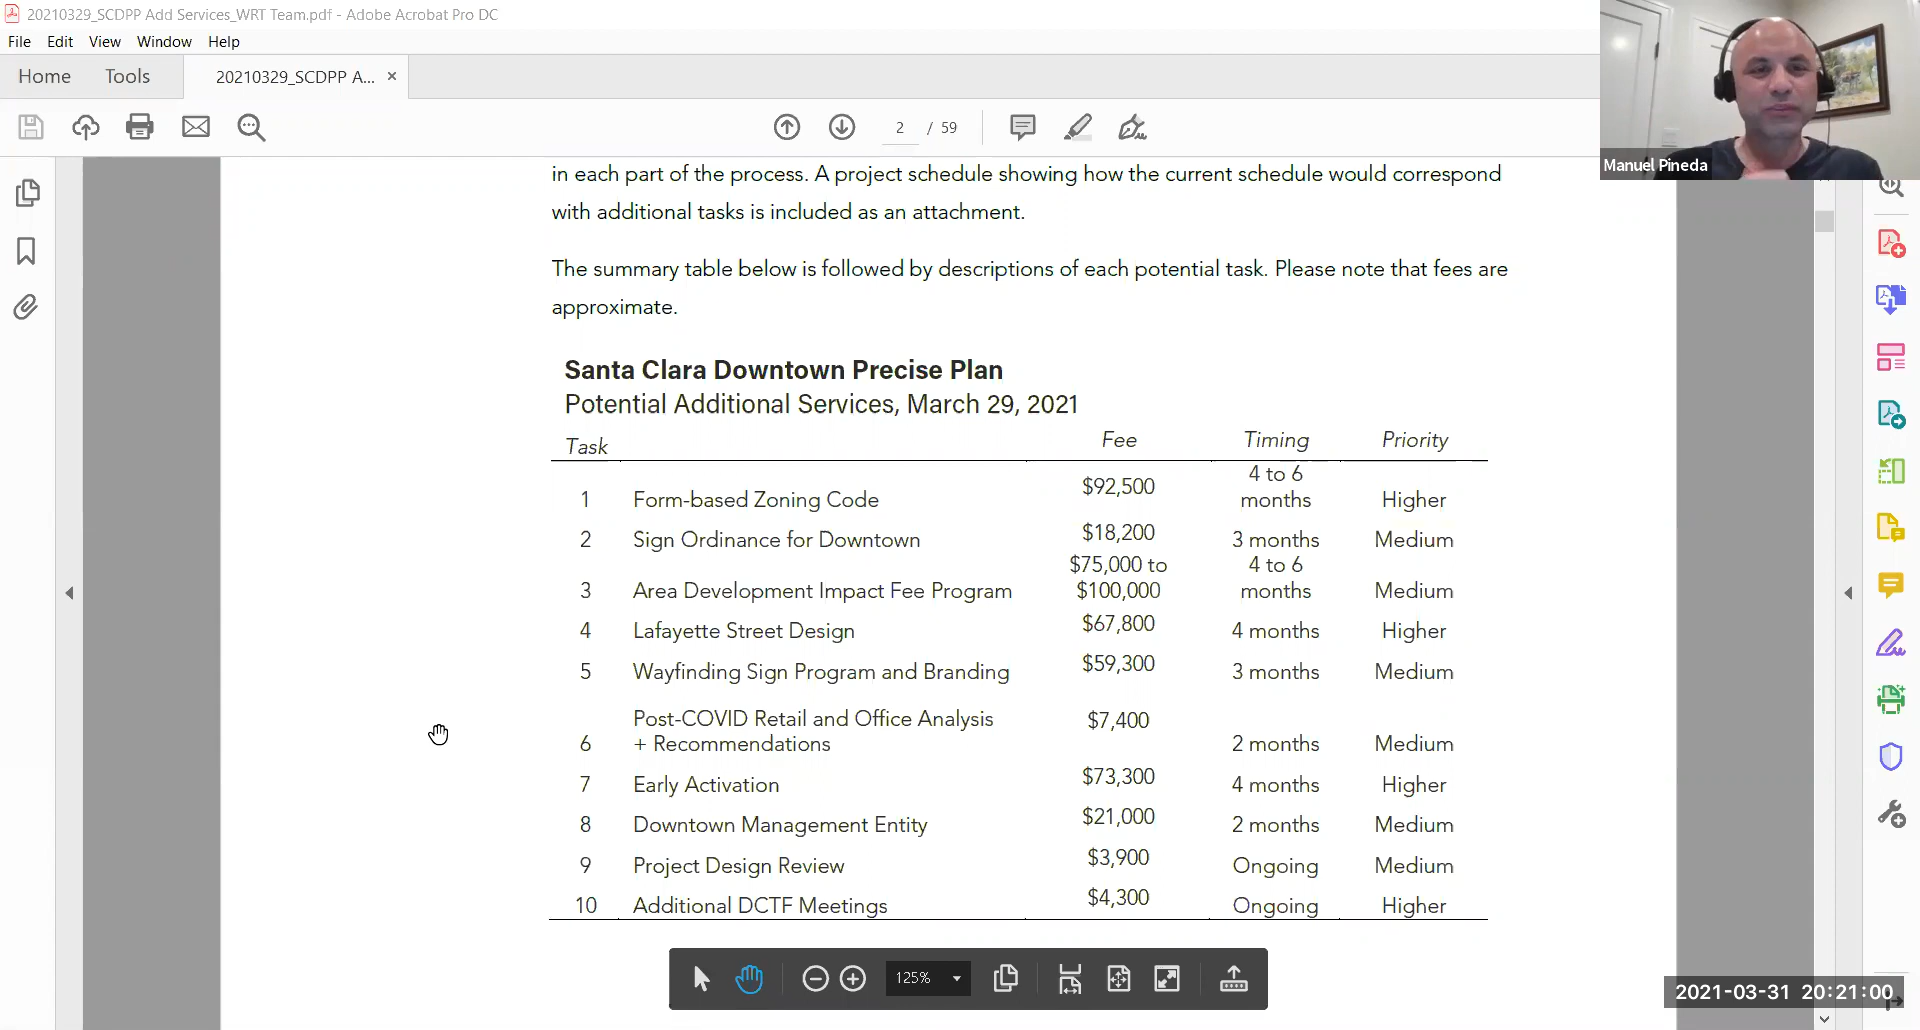 20210329_SCDPP Add Services_WRT Team.pdf - Adobe Acrobat Pro DC
File Edit View Window Help
Home Tools 20210329_SCDPP A... ×
2 / 59
Manuel Pineda
in each part of the process. A project schedule showing how the current schedule would correspond
with additional tasks is included as an attachment.
The summary table below is followed by descriptions of each potential task. Please note that fees are
approximate.
Santa Clara Downtown Precise Plan
Potential Additional Services, March 29, 2021
Task Fee Timing Priority
1 Form-based Zoning Code $92,500 4 to 6 months Higher
2 Sign Ordinance for Downtown $18,200 3 months Medium
3 Area Development Impact Fee Program $75,000 to $100,000 4 to 6 months Medium
4 Lafayette Street Design $67,800 4 months Higher
5 Wayfinding Sign Program and Branding $59,300 3 months Medium
6 Post-COVID Retail and Office Analysis + Recommendations $7,400 2 months Medium
7 Early Activation $73,300 4 months Higher
8 Downtown Management Entity $21,000 2 months Medium
9 Project Design Review $3,900 Ongoing Medium
10 Additional DCTF Meetings $4,300 Ongoing Higher
125%
2021-03-31 20:21:00